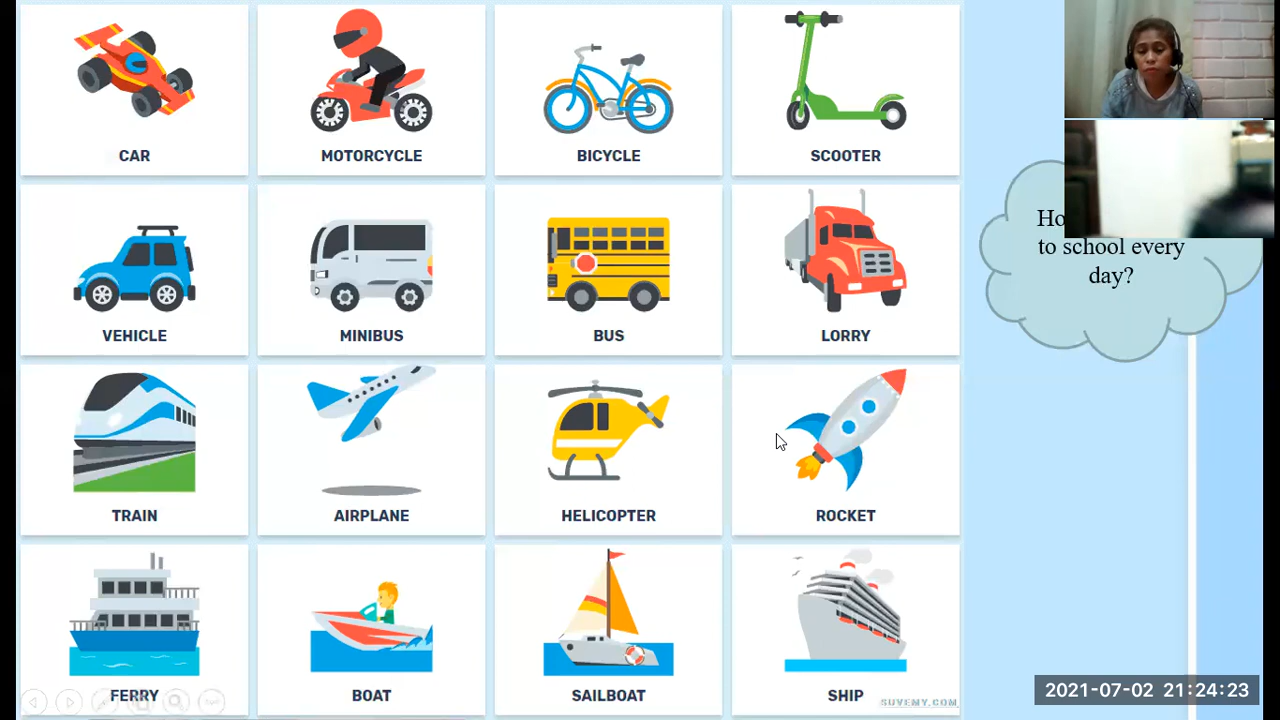 CAR
MOTORCYCLE
BICYCLE
SCOOTER
VEHICLE
MINIBUS
BUS
LORRY
TRAIN
AIRPLANE
HELICOPTER
ROCKET
FERRY
BOAT
SAILBOAT
SHIP
SUVEMY.COM
to school every
day?
2021-07-02 21:24:23